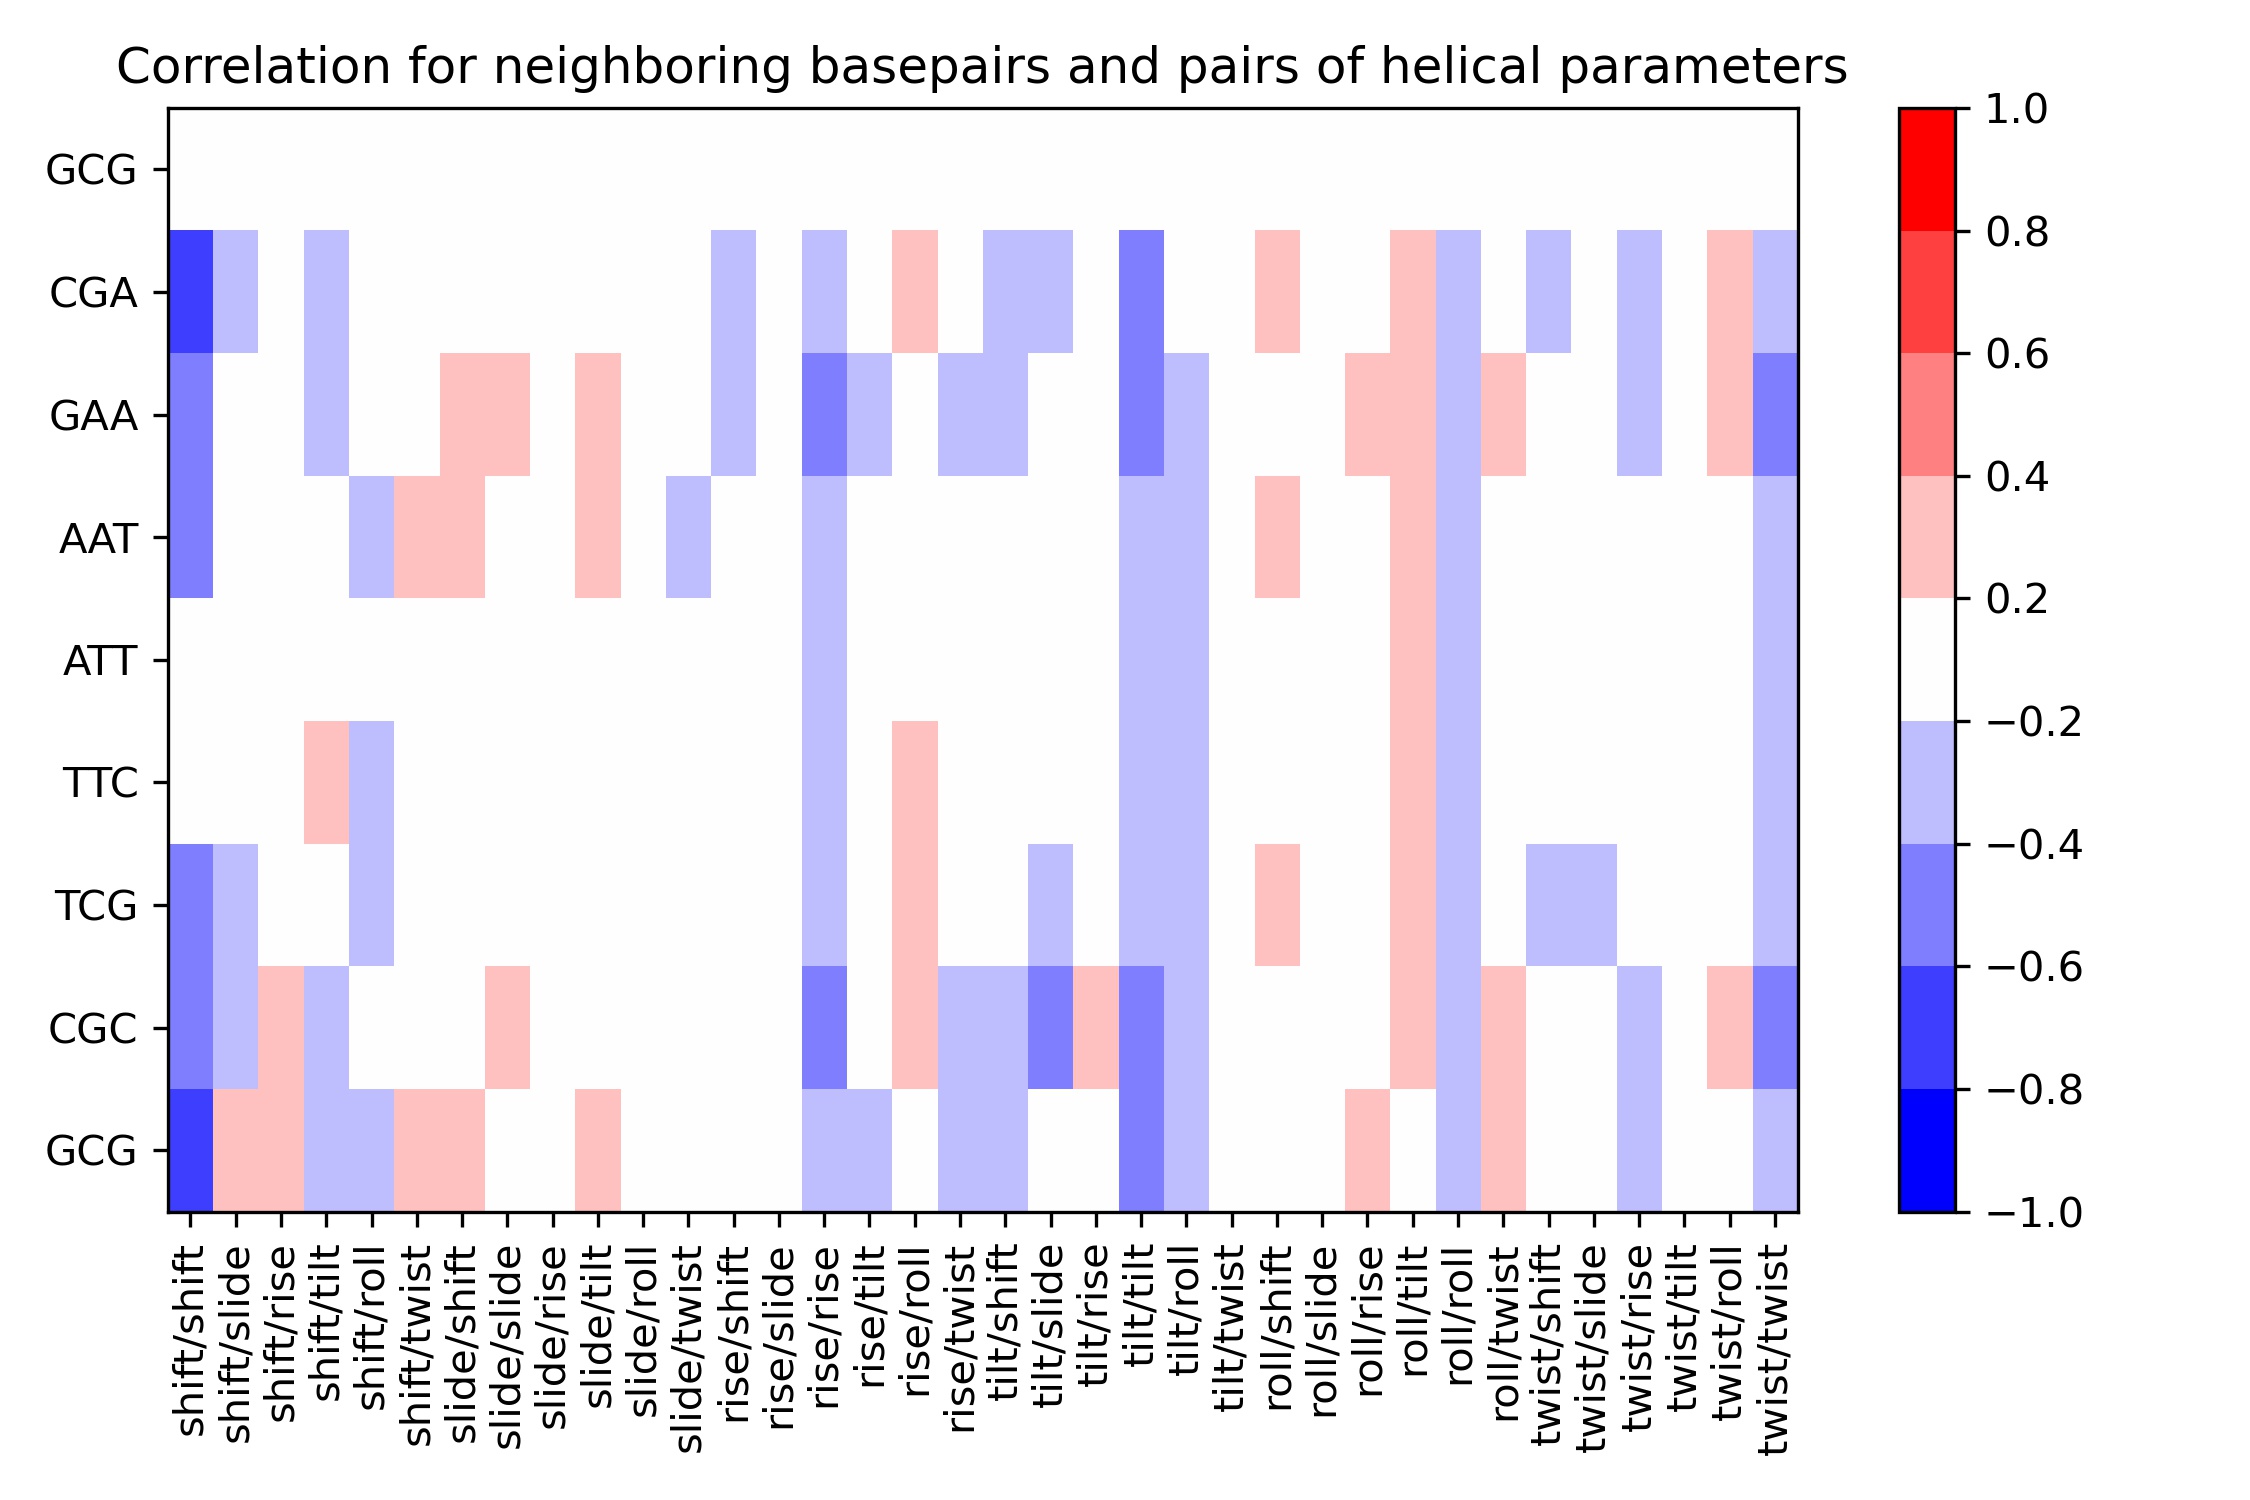 Correlation for neighboring basepairs and pairs of helical parameters
GCG
CGA
GAA
AAT
ATT
TTC
TCG
CGC
GCG
shift/shift
shift/slide
shift/rise
shift/tilt
shift/roll
shift/twist
slide/shift
slide/slide
slide/rise
slide/tilt
slide/roll
slide/twist
rise/shift
rise/slide
rise/rise
rise/tilt
rise/roll
rise/twist
tilt/shift
tilt/slide
tilt/rise
tilt/tilt
tilt/roll
tilt/twist
roll/shift
roll/slide
roll/rise
roll/tilt
roll/roll
roll/twist
twist/shift
twist/slide
twist/rise
twist/tilt
twist/roll
twist/twist
1.0
0.8
0.6
0.4
0.2
−0.2
−0.4
−0.6
−0.8
−1.0